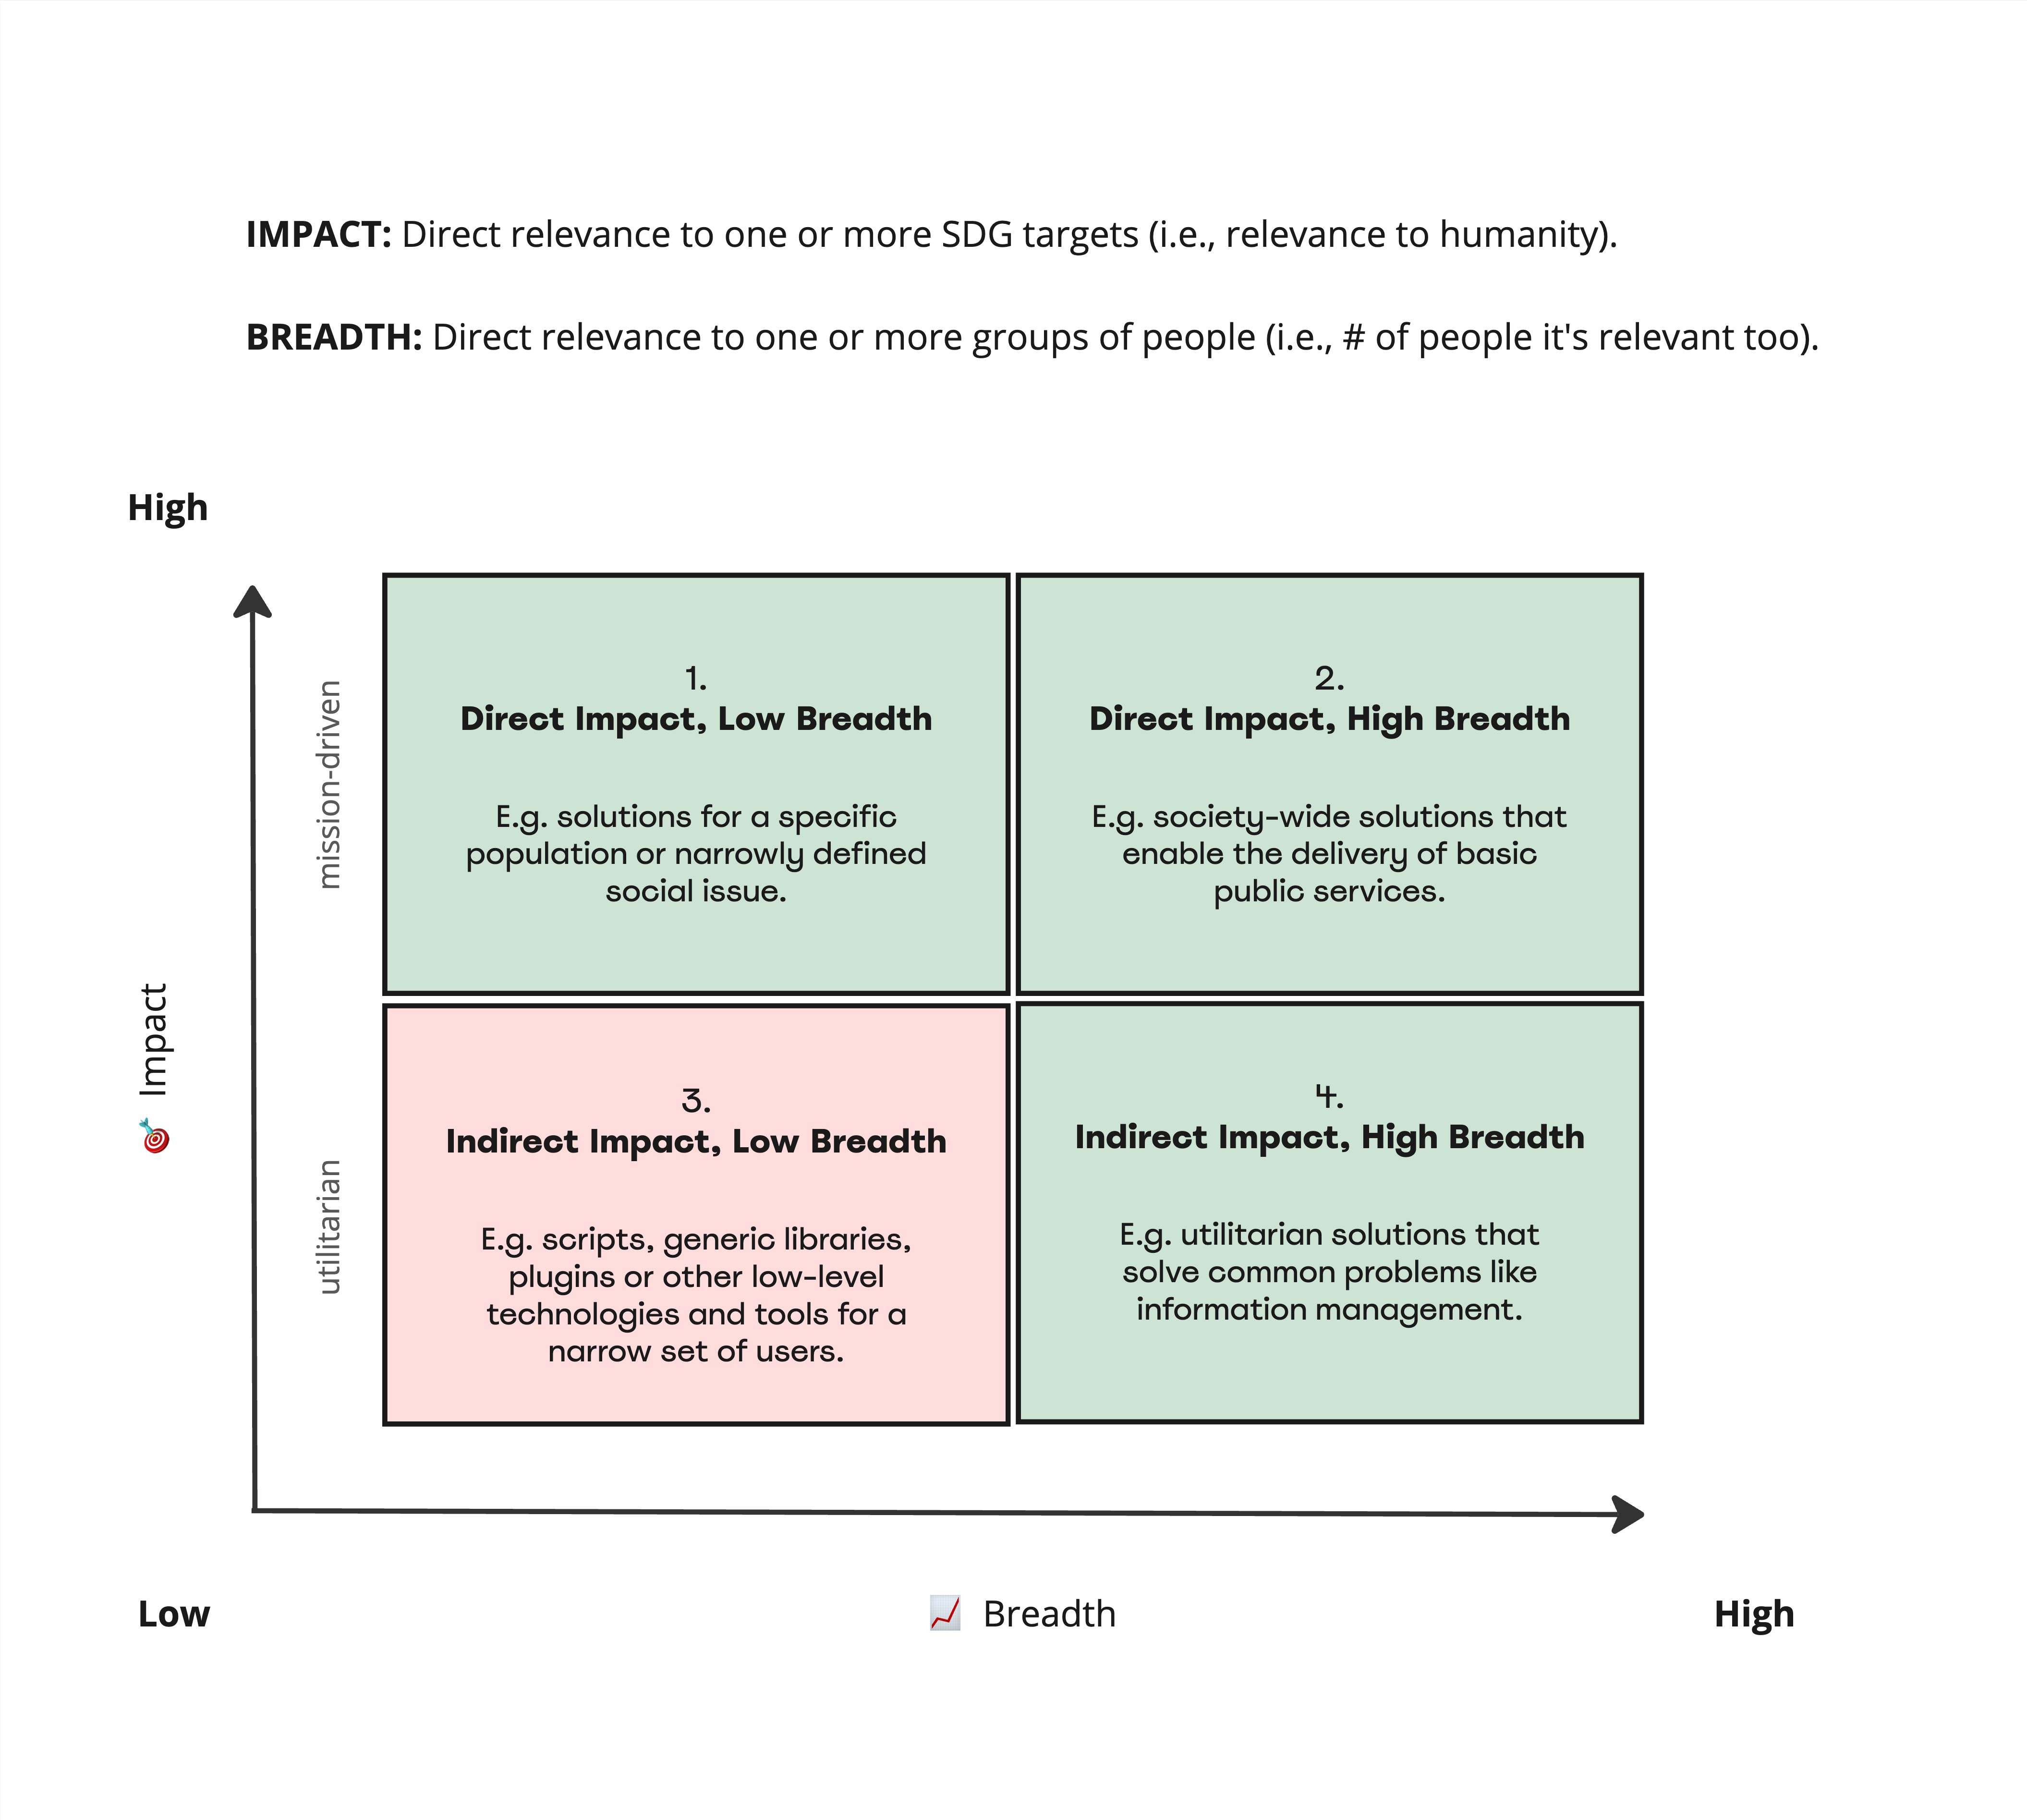 IMPACT: Direct relevance to one or more SDG targets (i.e., relevance to humanity).
BREADTH: Direct relevance to one or more groups of people (i.e., # of people it's relevant too).
High
mission-driven
1.
Direct Impact, Low Breadth
E.g. solutions for a specific
population or narrowly defined
social issue.
2.
Direct Impact, High Breadth
E.g. society-wide solutions that
enable the delivery of basic
public services.
Impact
utilitarian
3.
Indirect Impact, Low Breadth
E.g. scripts, generic libraries,
plugins or other low-level
technologies and tools for a
narrow set of users.
4.
Indirect Impact, High Breadth
E.g. utilitarian solutions that
solve common problems like
information management.
Low
Breadth
High